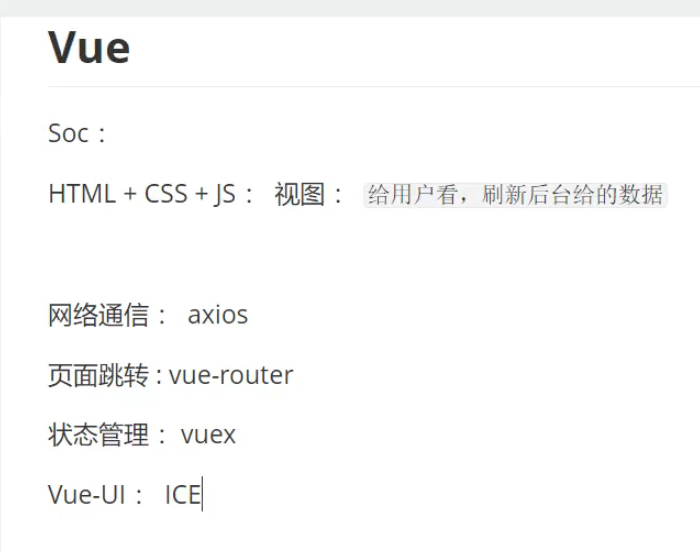 Vue
Soc：
HTML + CSS + JS： 视图： 给用户看，刷新后台给的数据
网络通信： axios
页面跳转 : vue-router
状态管理：vuex
Vue-UI： ICE